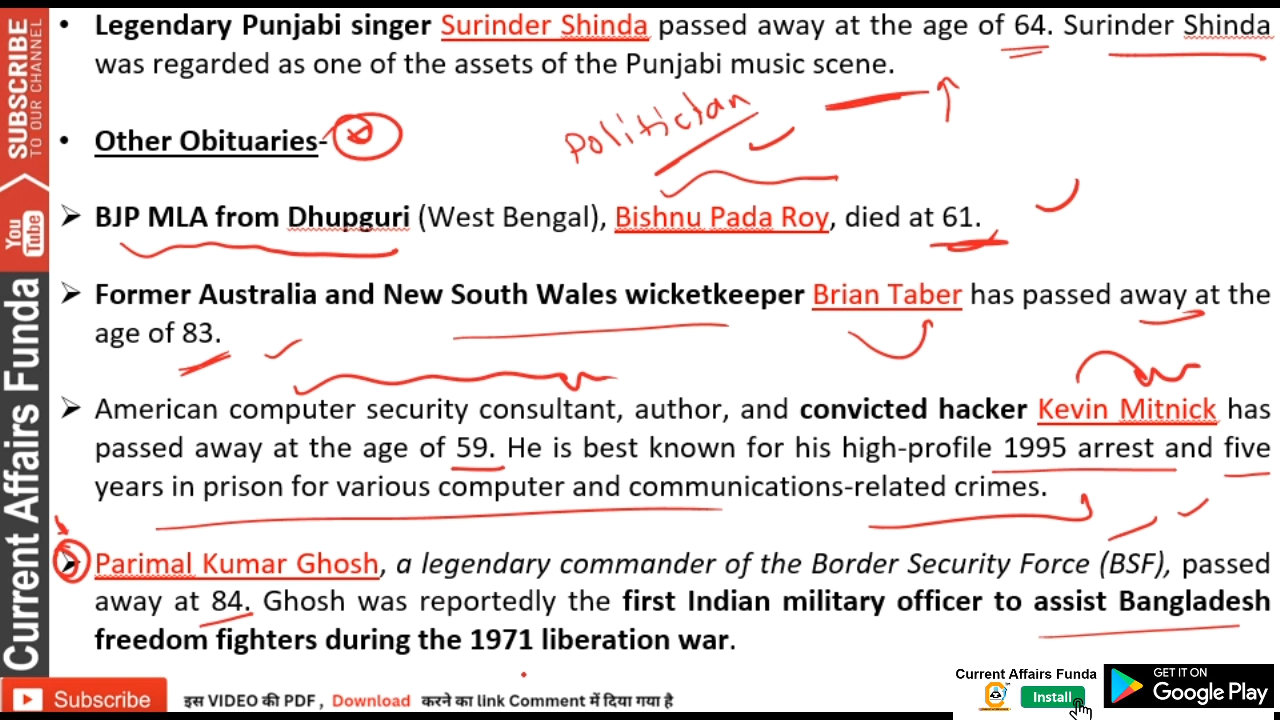 • Legendary Punjabi singer Surinder Shinda passed away at the age of 64. Surinder Shinda
was regarded as one of the assets of the Punjabi music scene.
Politician
• Other Obituaries-
➤ BJP MLA from Dhupguri (West Bengal), Bishnu Pada Roy, died at 61.
➤ Former Australia and New South Wales wicketkeeper Brian Taber has passed away at the
age of 83.
➤ American computer security consultant, author, and convicted hacker Kevin Mitnick has
passed away at the age of 59. He is best known for his high-profile 1995 arrest and five
years in prison for various computer and communications-related crimes.
➤ Parimal Kumar Ghosh, a legendary commander of the Border Security Force (BSF), passed
away at 84. Ghosh was reportedly the first Indian military officer to assist Bangladesh
freedom fighters during the 1971 liberation war.
SUBSCRIBE
TO OUR CHANNEL
You
Tube
Current Affairs Funda
Subscribe
इस VIDEO की PDF , Download करने का link Comment में दिया गया है
Current Affairs Funda
Install
GET IT ON
Google Play